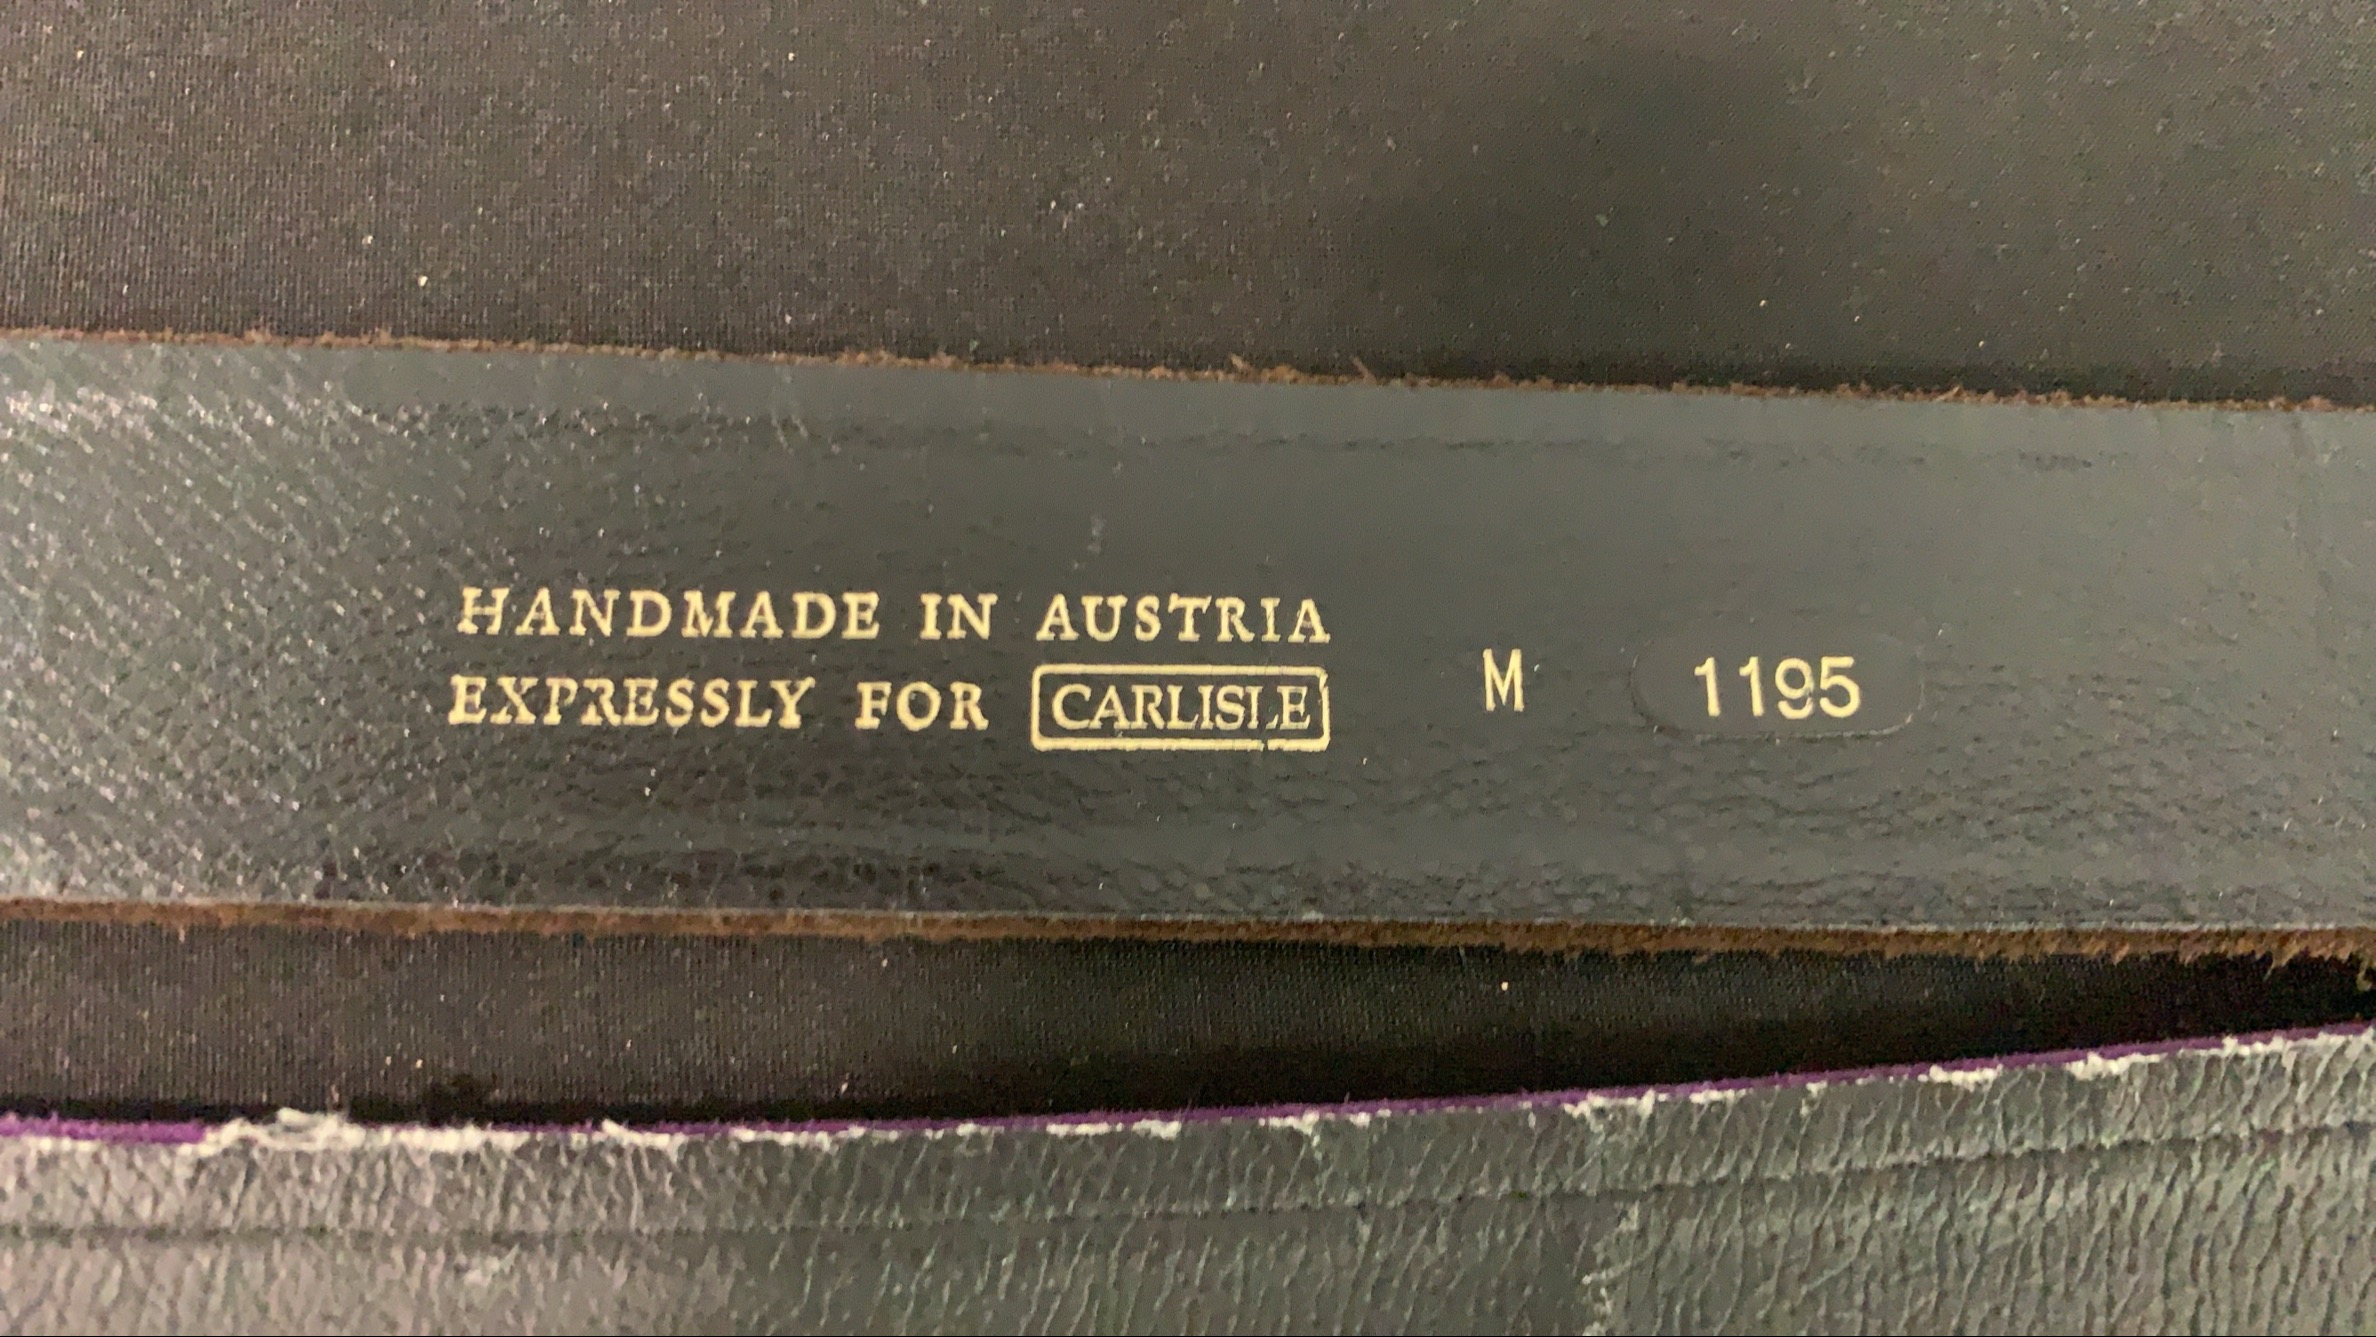 HANDMADE IN AUSTRIA
EXPRESSLY FOR CARLISLE M 1195